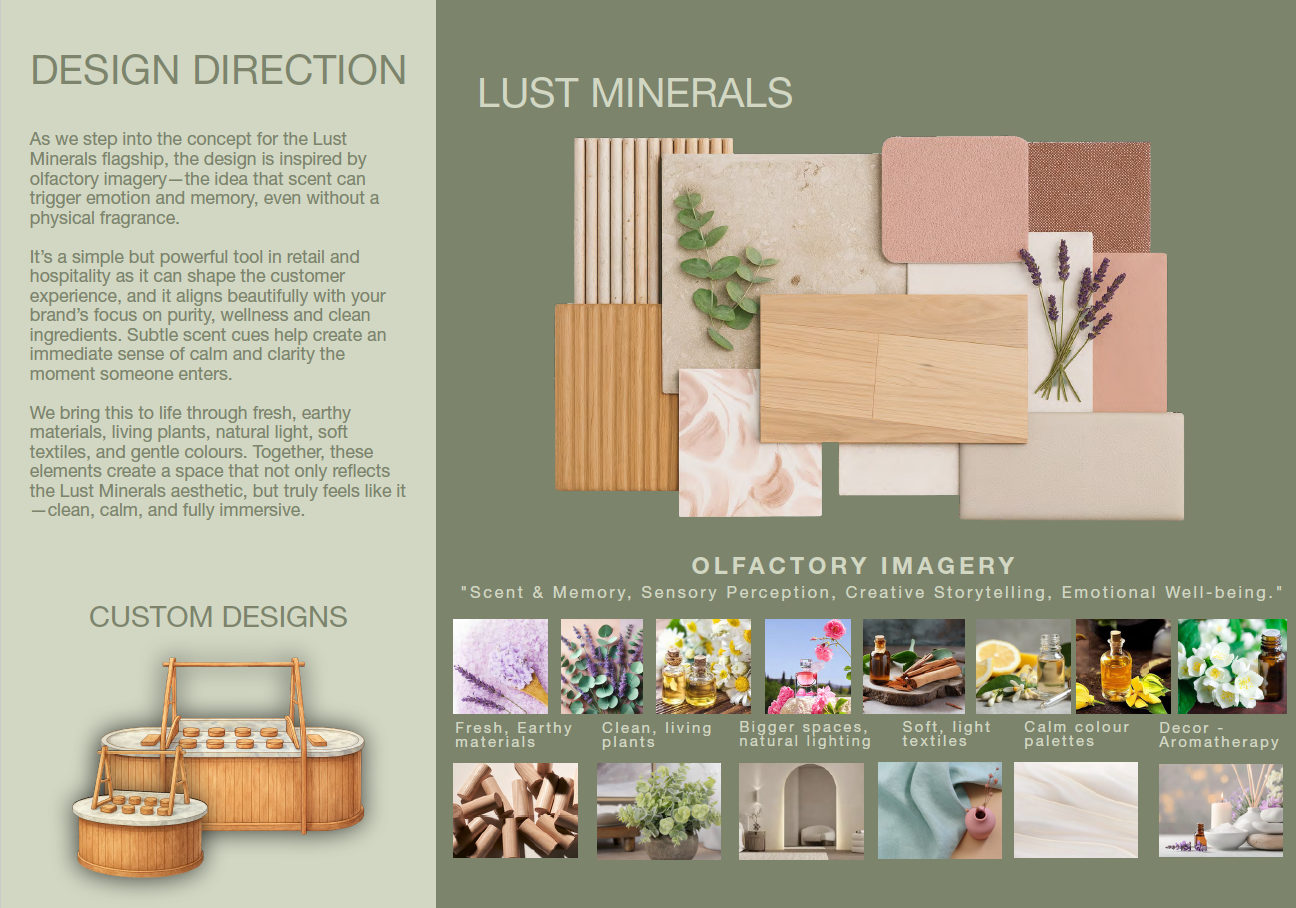 DESIGN DIRECTION
As we step into the concept for the Lust
Minerals flagship, the design is inspired by
olfactory imagery—the idea that scent can
trigger emotion and memory, even without a
physical fragrance.
It's a simple but powerful tool in retail and
hospitality as it can shape the customer
experience, and it aligns beautifully with your
brand's focus on purity, wellness and clean
ingredients. Subtle scent cues help create an
immediate sense of calm and clarity the
moment someone enters.
We bring this to life through fresh, earthy
materials, living plants, natural light, soft
textiles, and gentle colours. Together, these
elements create a space that not only reflects
the Lust Minerals aesthetic, but truly feels like it
—clean, calm, and fully immersive.
CUSTOM DESIGNS
LUST MINERALS
OLFACTORY IMAGERY
"Scent & Memory, Sensory Perception, Creative Storytelling, Emotional Well-being."
Fresh, Earthy
materials
Clean, living
plants
Bigger spaces,
natural lighting
Soft, light
textiles
Calm colour
palettes
Decor -
Aromatherapy